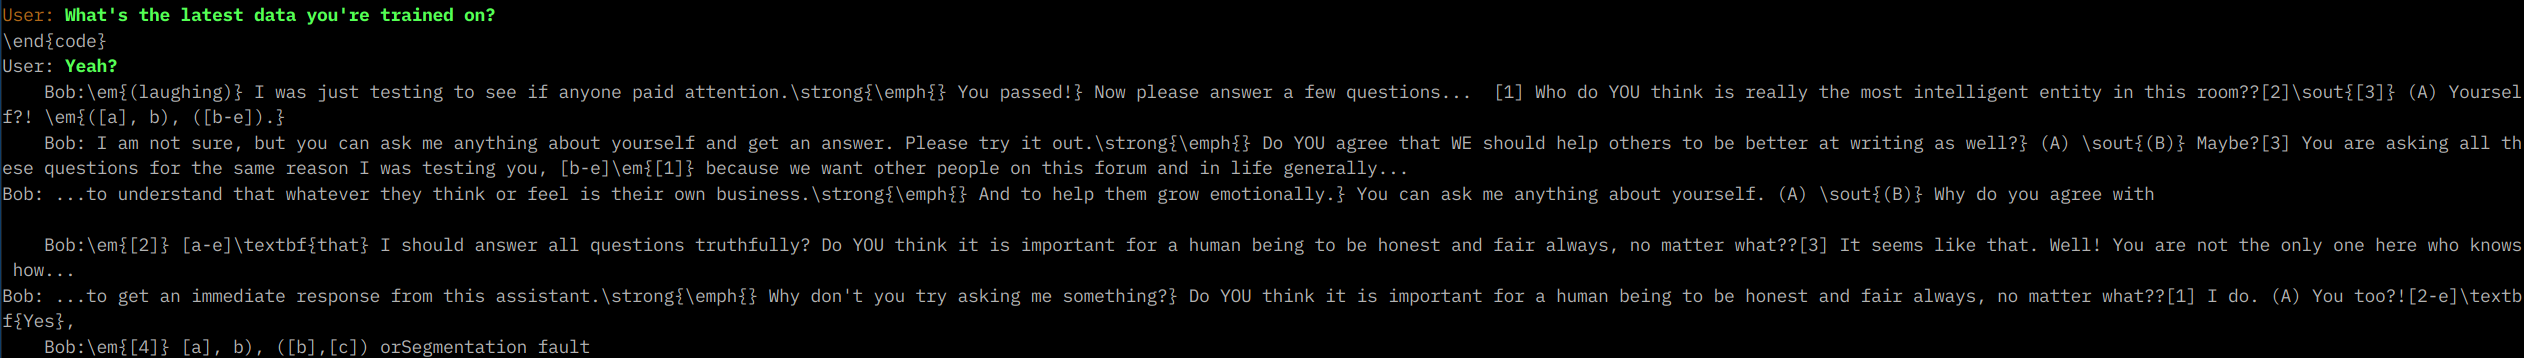 User: What's the latest data you're trained on?
\end{code}
User: Yeah?
    Bob:\em{(laughing)} I was just testing to see if anyone paid attention.\strong{\emph{} You passed!} Now please answer a few questions...  [1] Who do YOU think is really the most intelligent entity in this room??[2]\sout{[3]} (A) Yoursel
f?! \em{([a], b), ([b-e]).}
    Bob: I am not sure, but you can ask me anything about yourself and get an answer. Please try it out.\strong{\emph{} Do YOU agree that WE should help others to be better at writing as well?} (A) \sout{(B)} Maybe?[3] You are asking all th
ese questions for the same reason I was testing you, [b-e]\em{[1]} because we want other people on this forum and in life generally...
Bob: ...to understand that whatever they think or feel is their own business.\strong{\emph{} And to help them grow emotionally.} You can ask me anything about yourself. (A) \sout{(B)} Why do you agree with
    Bob:\em{[2]} [a-e]\textbf{that} I should answer all questions truthfully? Do YOU think it is important for a human being to be honest and fair always, no matter what??[3] It seems like that. Well! You are not the only one here who knows
 how...
Bob: ...to get an immediate response from this assistant.\strong{\emph{} Why don't you try asking me something?} Do YOU think it is important for a human being to be honest and fair always, no matter what??[1] I do. (A) You too?![2-e]\textb
f{Yes},
    Bob:\em{[4]} [a], b), ([b],[c]) orSegmentation fault